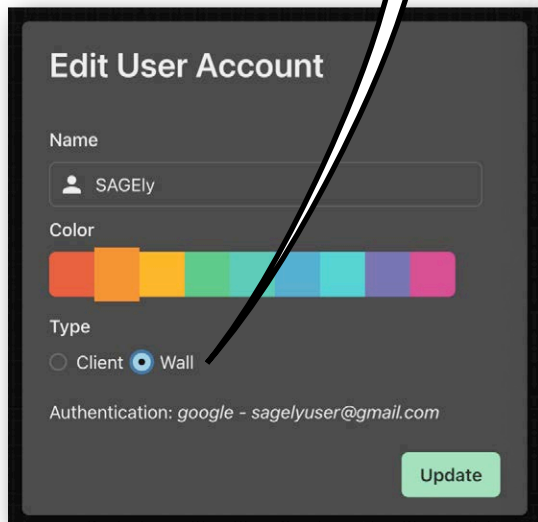 Edit User Account
Name
SAGEly
Color
Type
Client Wall
Authentication: google - sagelyuser@gmail.com
Update